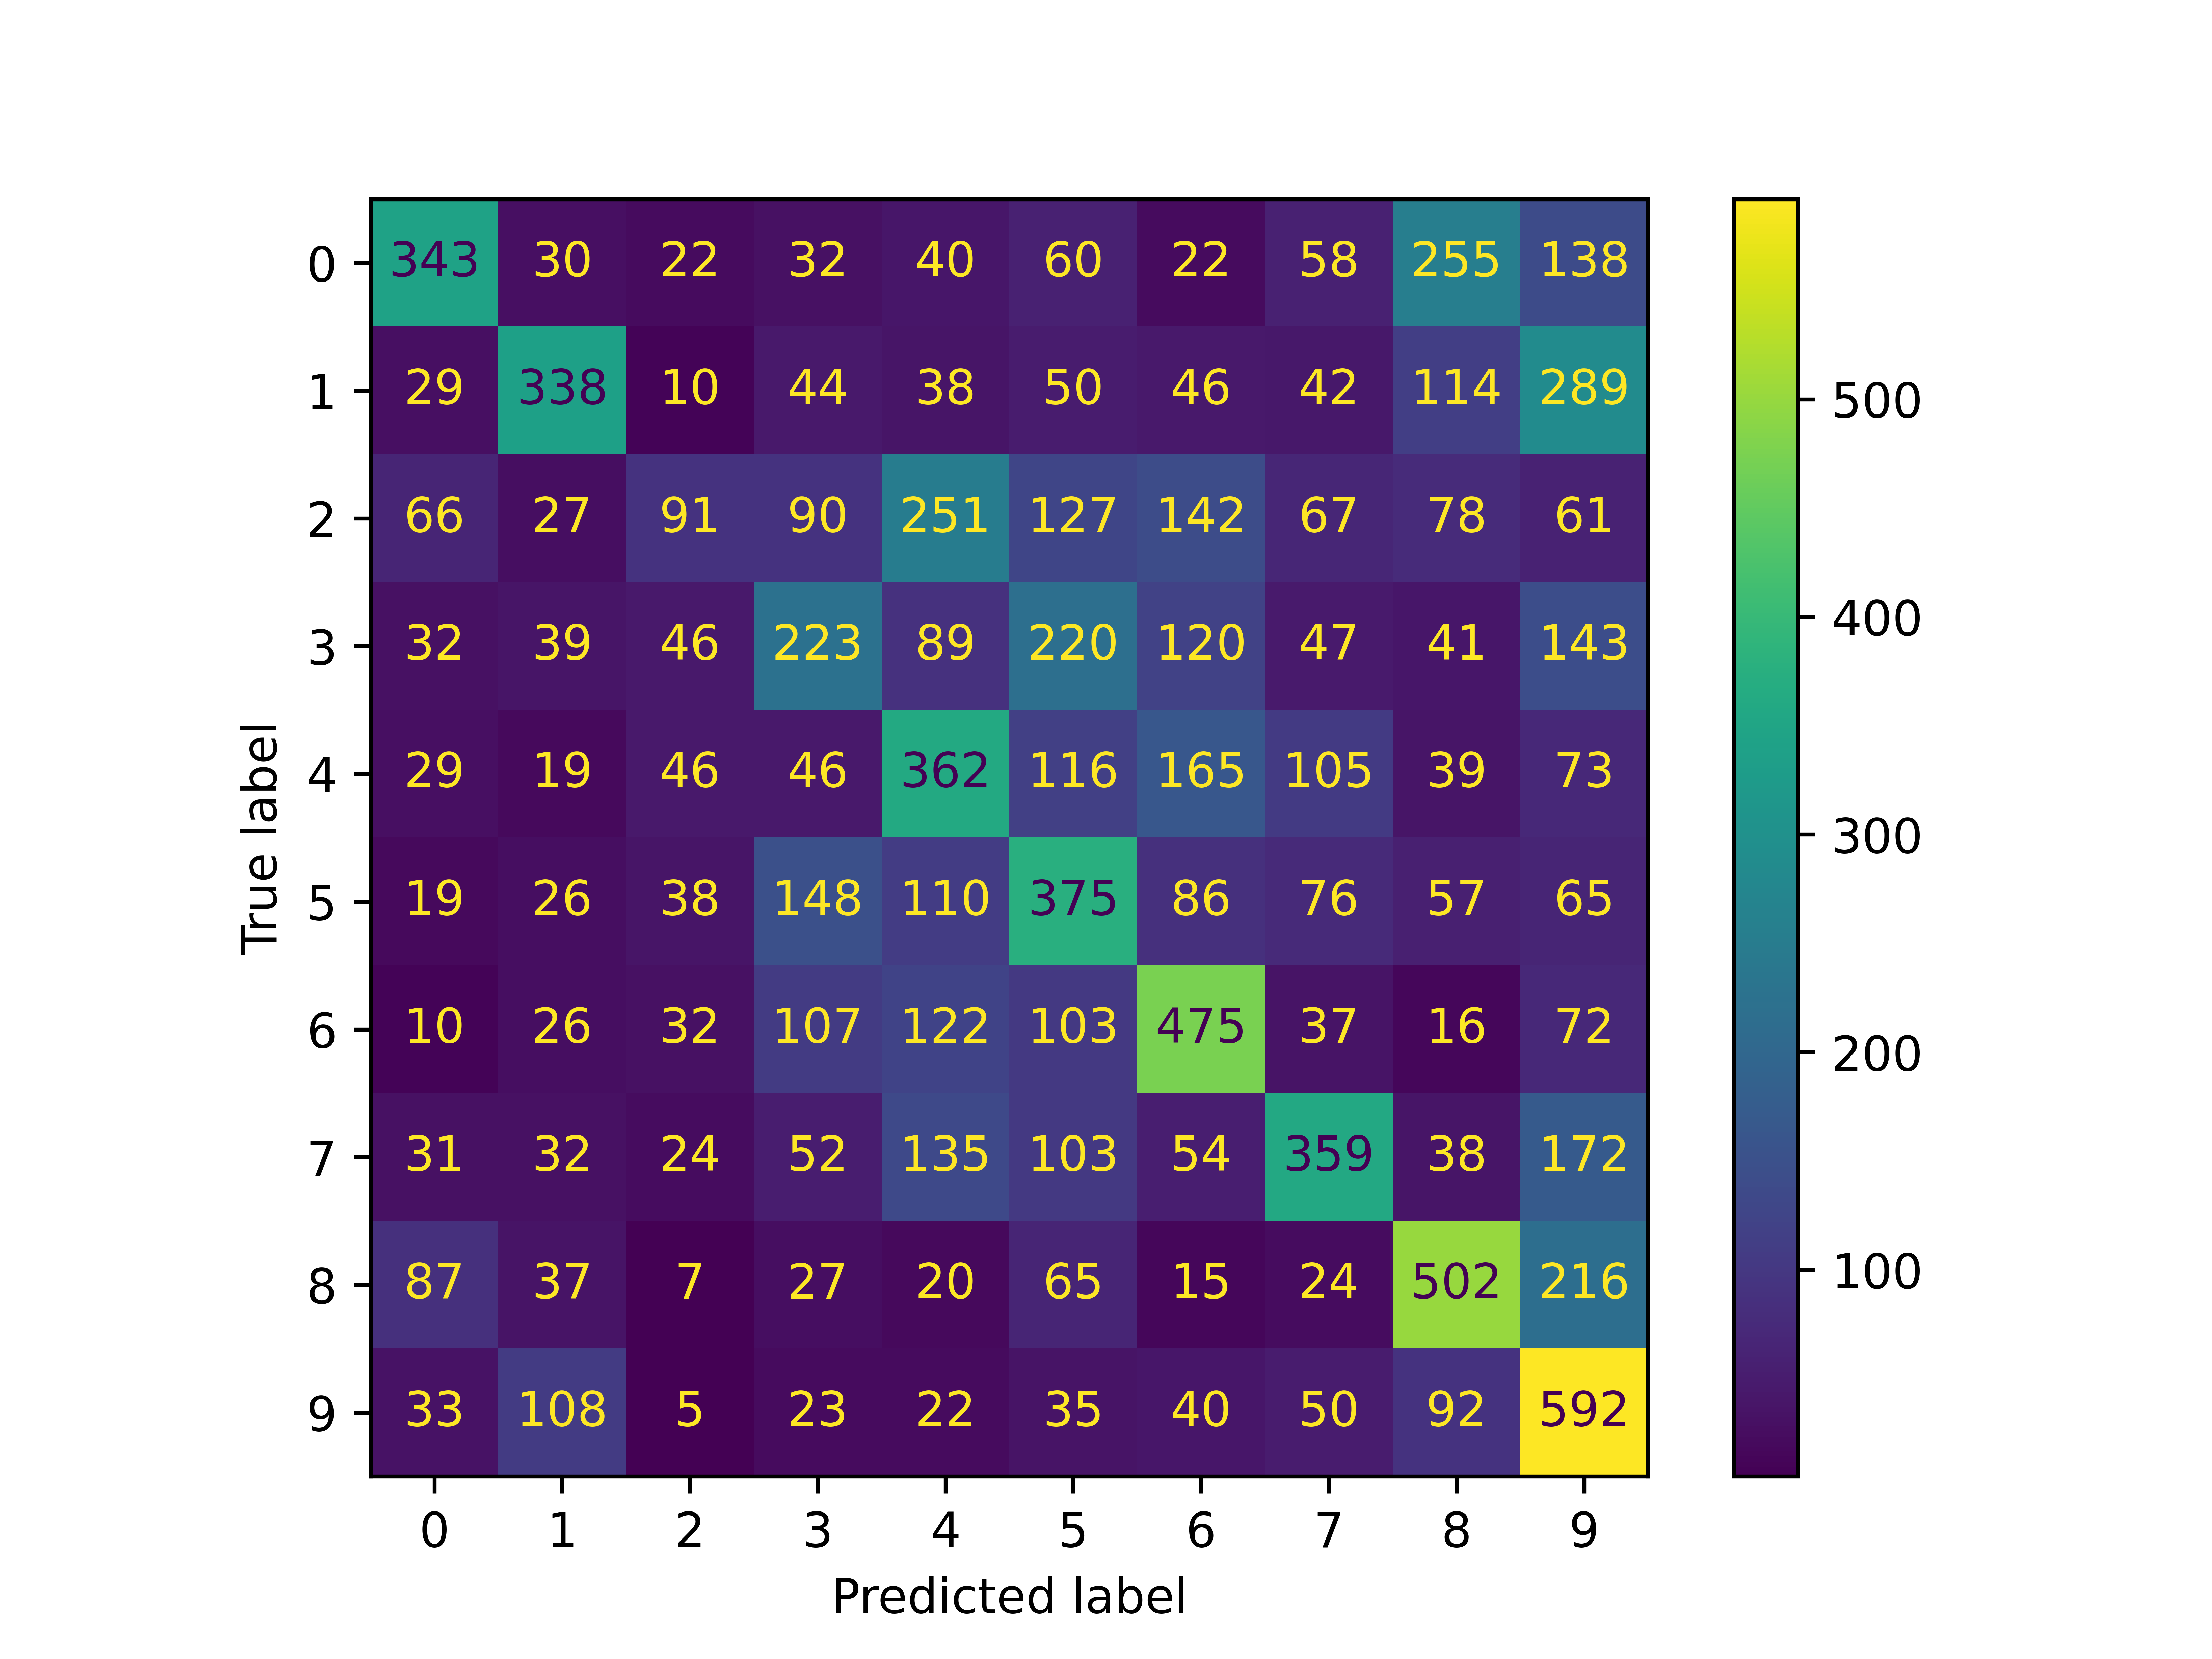 0 343 30 22 32 40 60 22 58 255 138
1 29 338 10 44 38 50 46 42 114 289
2 66 27 91 90 251 127 142 67 78 61
3 32 39 46 223 89 220 120 47 41 143
4 29 19 46 46 362 116 165 105 39 73
5 19 26 38 148 110 375 86 76 57 65
6 10 26 32 107 122 103 475 37 16 72
7 31 32 24 52 135 103 54 359 38 172
8 87 37 7 27 20 65 15 24 502 216
9 33 108 5 23 22 35 40 50 92 592
0 1 2 3 4 5 6 7 8 9
Predicted label
True label
500
400
300
200
100